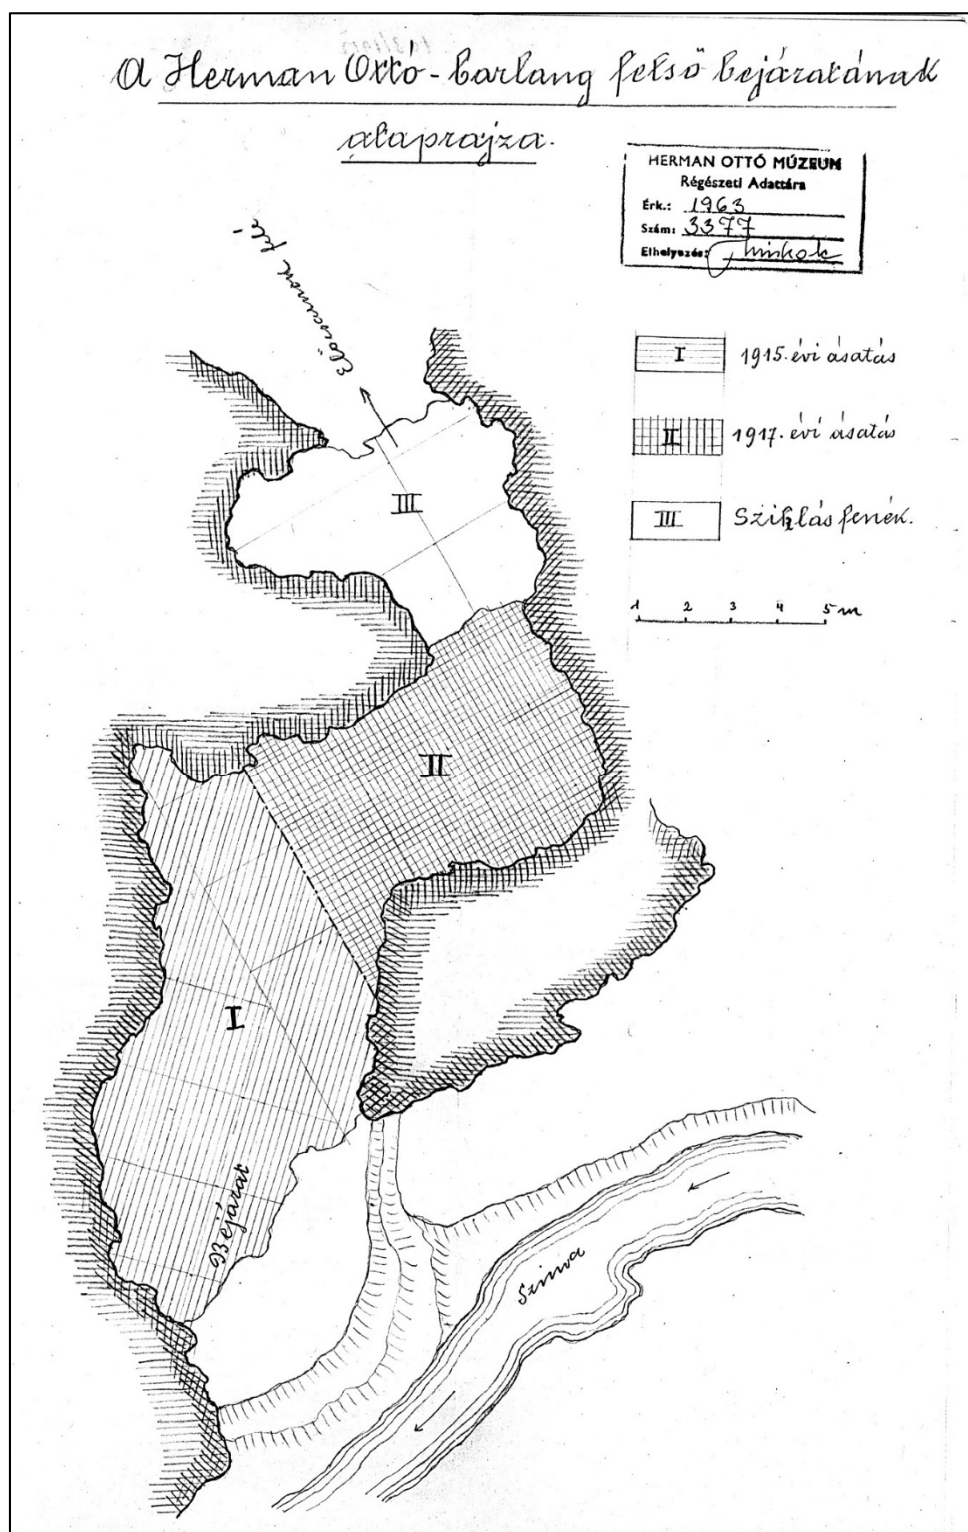 A Herman Ottó-barlang felső bejáratának
alaprajza.
HERMAN OTTÓ MÚZEUM
Régészeti Adattára
Érk.: 1963
Szám: 3377
Elhelyezés:
felé
I 1915. évi ásatás
II 1917. évi ásatás
III Sziklás fenék.
1 2 3 4 5 m
III
II
I
Bejárat
Szinva